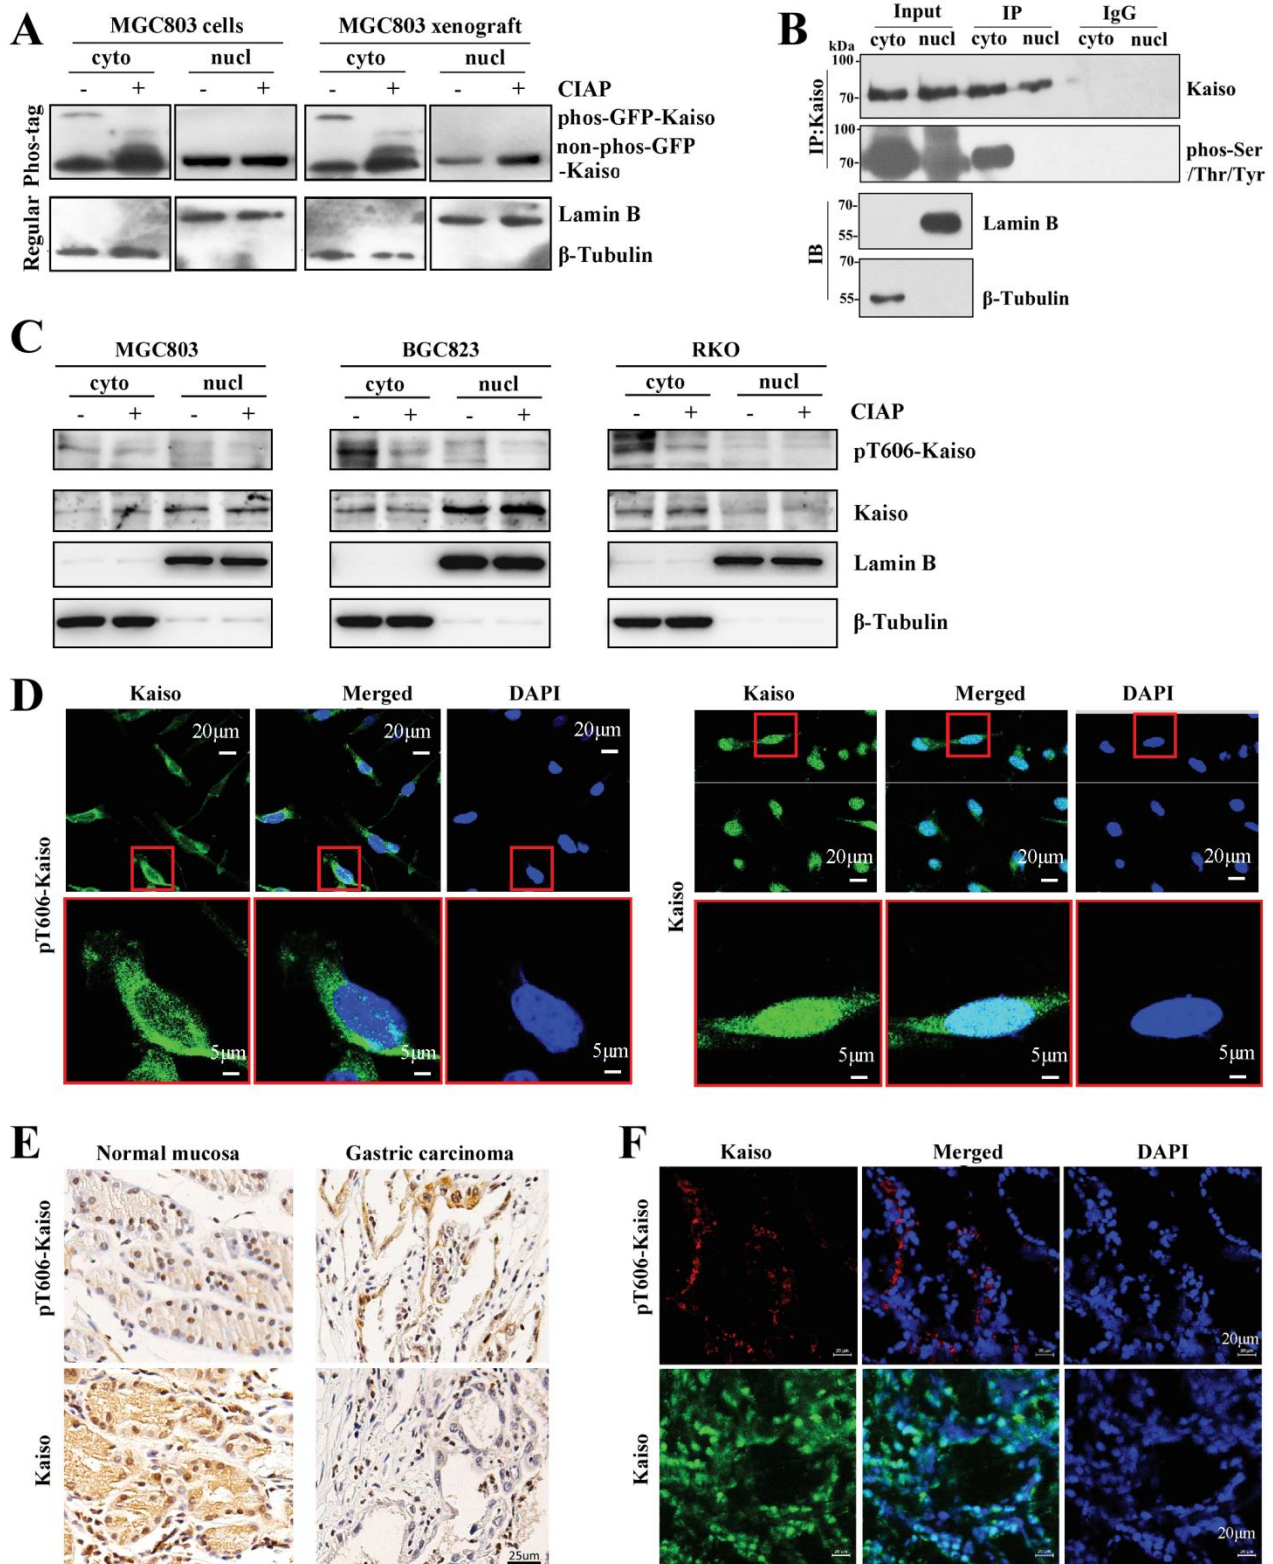 A
MGC803 cells
MGC803 xenograft
cyto
nucl
cyto
nucl
- + - + - + - + CIAP
Phos-tag
phos-GFP-Kaiso
non-phos-GFP
-Kaiso
Regular
Lamin B
β-Tubulin
B
Input IP IgG
kDa cyto nucl cyto nucl cyto nucl
IP:Kaiso
100-
70-
Kaiso
100-
70-
phos-Ser
/Thr/Tyr
IB
70-
55-
Lamin B
70-
55-
β-Tubulin
C
MGC803 BGC823 RKO
cyto nucl cyto nucl cyto nucl
- + - + - + - + - + - + CIAP
pT606-Kaiso
Kaiso
Lamin B
β-Tubulin
D
Kaiso Merged DAPI
pT606-Kaiso
20μm 20μm 20μm
5μm 5μm 5μm
Kaiso Merged DAPI
Kaiso
20μm 20μm 20μm
5μm 5μm 5μm
E
Normal mucosa Gastric carcinoma
pT606-Kaiso
Kaiso
25um
F
Kaiso Merged DAPI
pT606-Kaiso
20μm
Kaiso
20μm